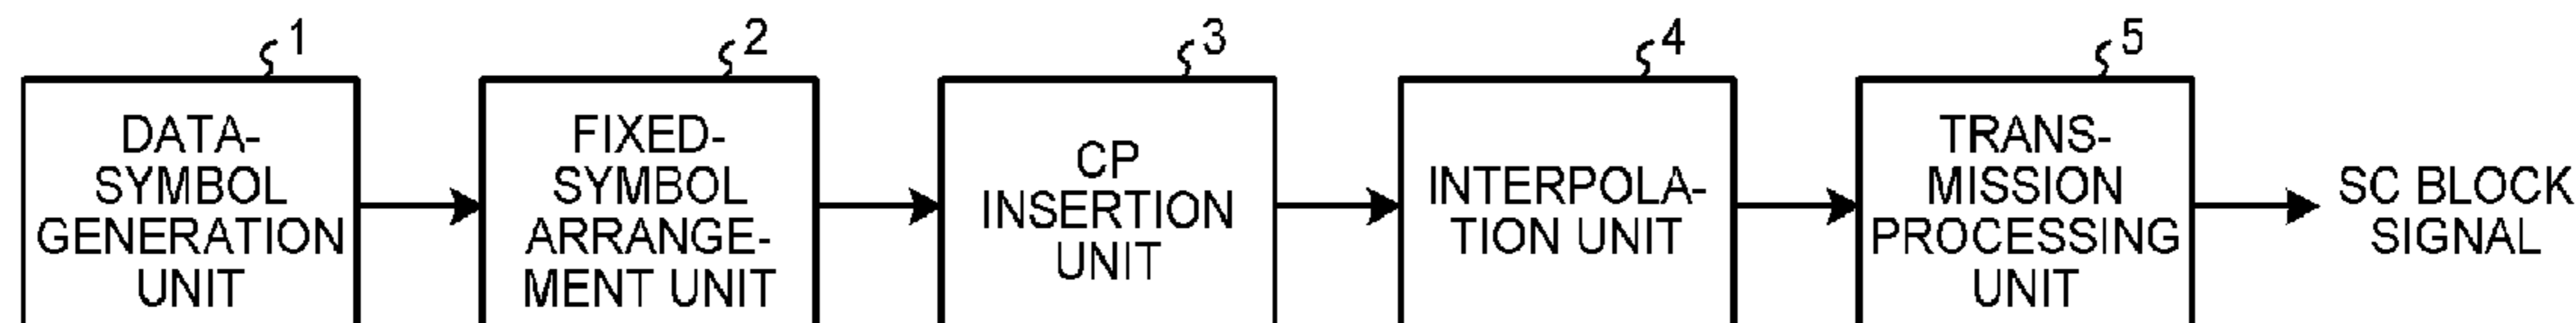 1
2
3
4
5
DATA-
SYMBOL
GENERATION
UNIT
FIXED-
SYMBOL
ARRANGE-
MENT UNIT
CP
INSERTION
UNIT
INTERPOLA-
TION UNIT
TRANS-
MISSION
PROCESSING
UNIT
SC BLOCK
SIGNAL